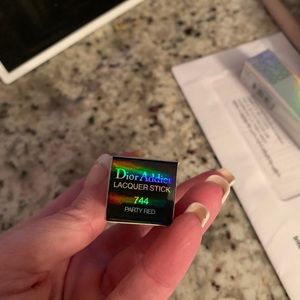 Dior Addict
LACQUER STICK
744
PARTY RED